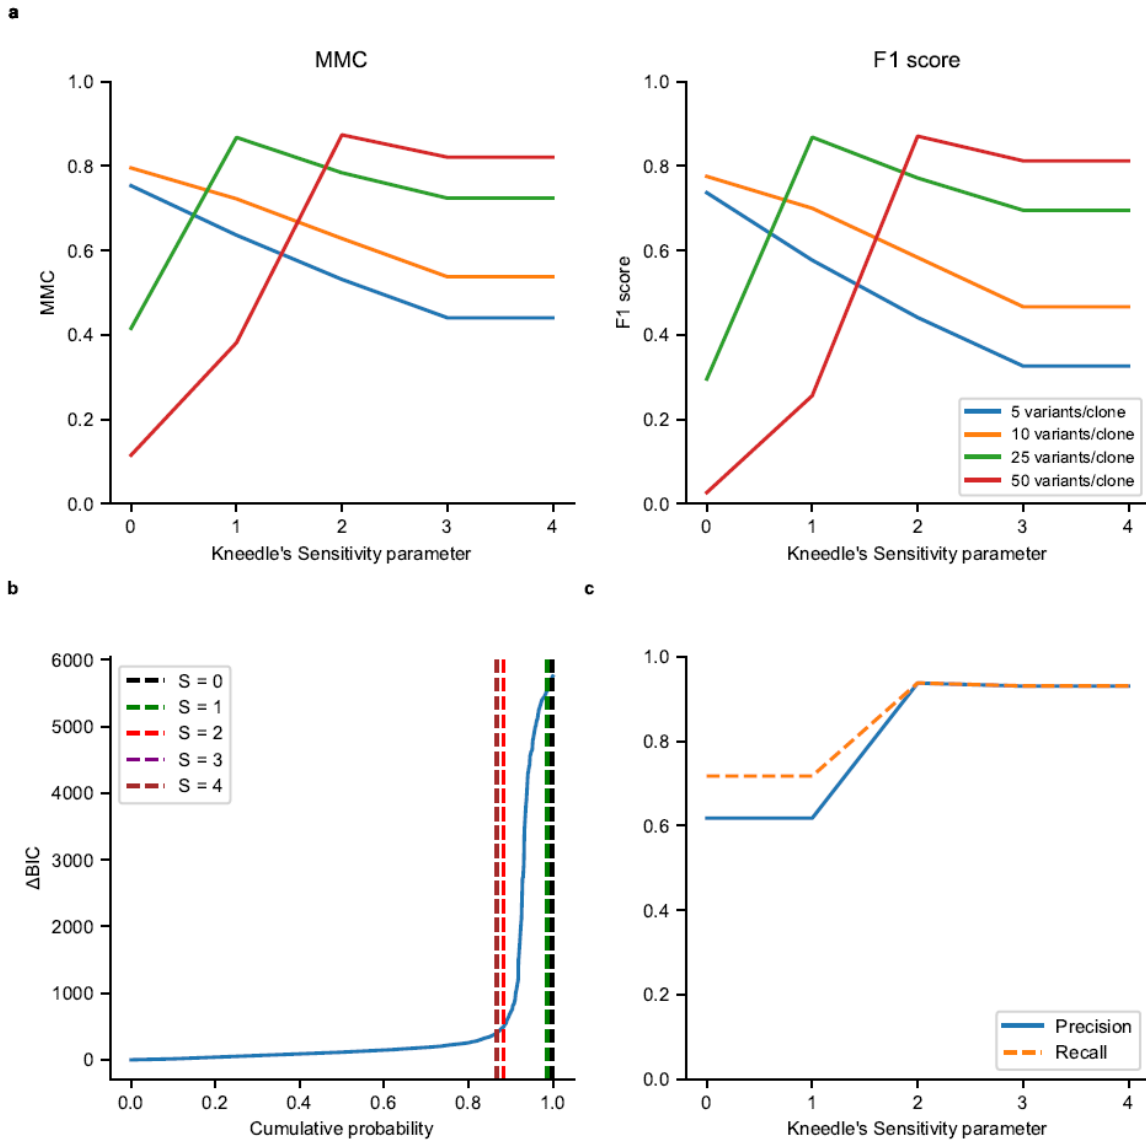 a
MMC
1.0
0.8
0.6
0.4
0.2
0.0
MMC
0
1
2
3
4
Kneedle's Sensitivity parameter
F1 score
1.0
0.8
0.6
0.4
0.2
0.0
F1 score
5 variants/clone
10 variants/clone
25 variants/clone
50 variants/clone
0
1
2
3
4
Kneedle's Sensitivity parameter
b
6000
5000
4000
3000
2000
1000
0
ΔBIC
S = 0
S = 1
S = 2
S = 3
S = 4
0.0
0.2
0.4
0.6
0.8
1.0
Cumulative probability
c
1.0
0.8
0.6
0.4
0.2
0.0
Precision
Recall
0
1
2
3
4
Kneedle's Sensitivity parameter